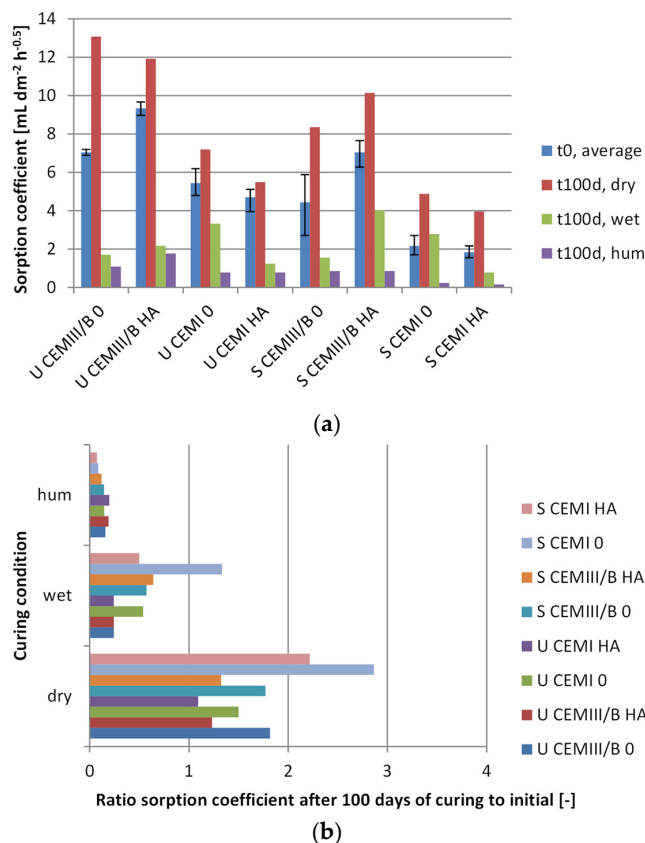 14
12
10
8
6
4
2
0
Sorption coefficient [mL dm⁻² h⁻⁰·⁵]
t0, average
t100d, dry
t100d, wet
t100d, hum
U CEMIII/B 0
U CEMIII/B HA
U CEMI 0
U CEMI HA
S CEMIII/B 0
S CEMIII/B HA
S CEMI 0
S CEMI HA
(a)
Curing condition
hum
wet
dry
S CEMI HA
S CEMI 0
S CEMIII/B HA
S CEMIII/B 0
U CEMI HA
U CEMI 0
U CEMIII/B HA
U CEMIII/B 0
0 1 2 3 4
Ratio sorption coefficient after 100 days of curing to initial [-]
(b)